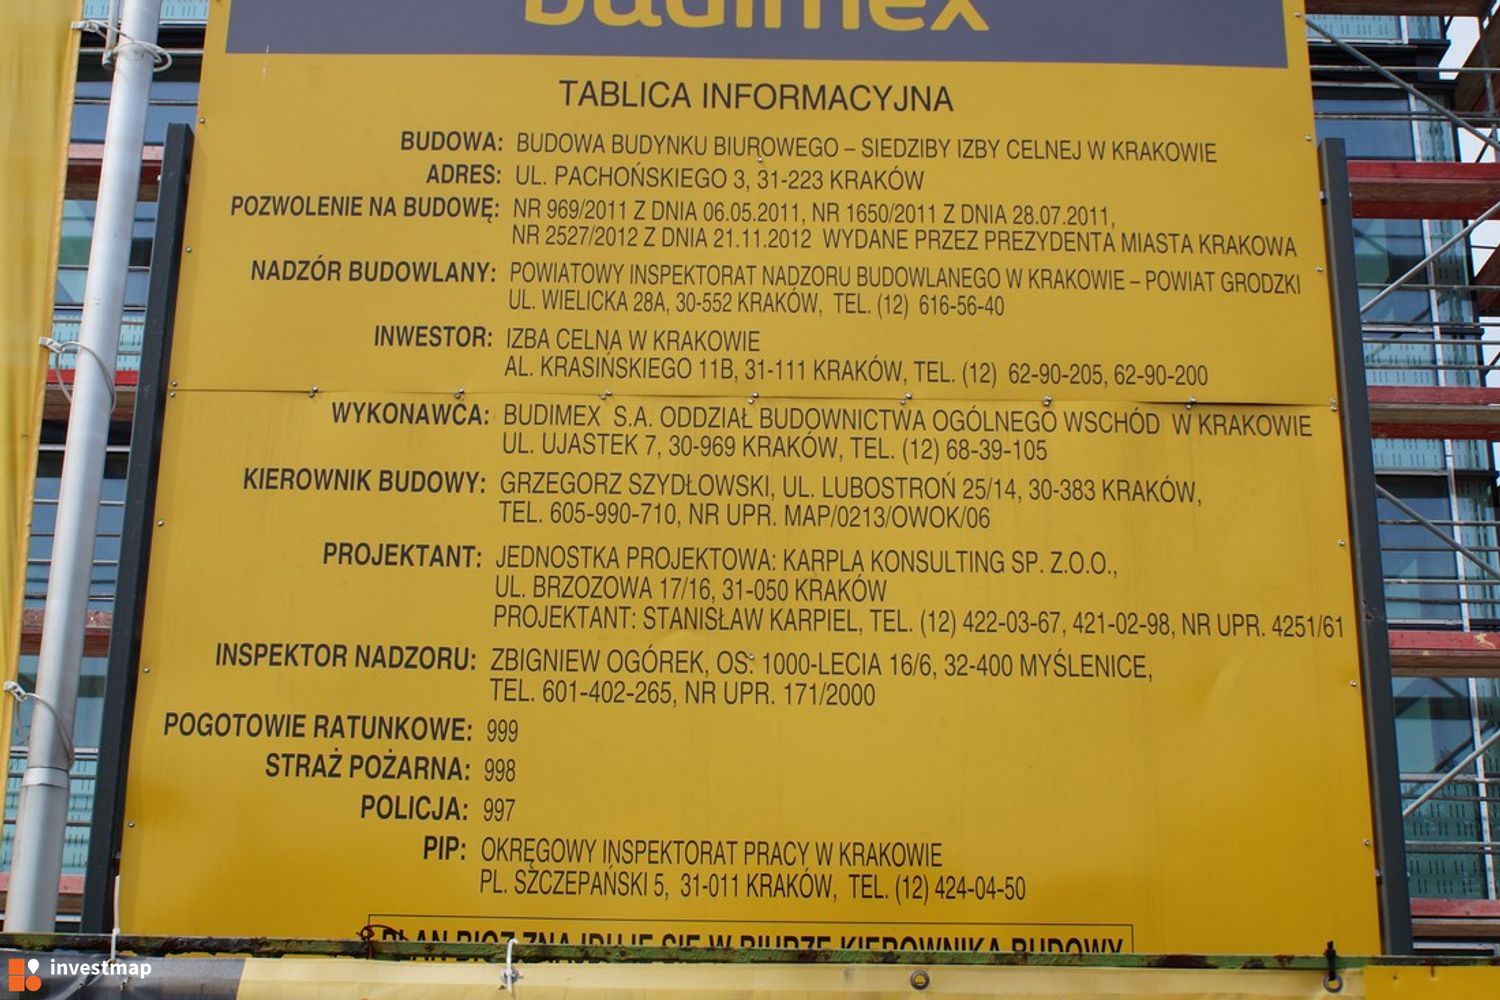 budimex
TABLICA INFORMACYJNA
BUDOWA: BUDOWA BUDYNKU BIUROWEGO – SIEDZIBY IZBY CELNEJ W KRAKOWIE
ADRES: UL. PACHOŃSKIEGO 3, 31-223 KRAKÓW
POZWOLENIE NA BUDOWĘ: NR 969/2011 Z DNIA 06.05.2011, NR 1650/2011 Z DNIA 28.07.2011,
NR 2527/2012 Z DNIA 21.11.2012 WYDANE PRZEZ PREZYDENTA MIASTA KRAKOWA
NADZÓR BUDOWLANY: POWIATOWY INSPEKTORAT NADZORU BUDOWLANEGO W KRAKOWIE – POWIAT GRODZKI
UL. WIELICKA 28A, 30-552 KRAKÓW, TEL. (12) 616-56-40
INWESTOR: IZBA CELNA W KRAKOWIE
AL. KRASIŃSKIEGO 11B, 31-111 KRAKÓW, TEL. (12) 62-90-205, 62-90-200
WYKONAWCA: BUDIMEX S.A. ODDZIAŁ BUDOWNICTWA OGÓLNEGO WSCHÓD W KRAKOWIE
UL. UJASTEK 7, 30-969 KRAKÓW, TEL. (12) 68-39-105
KIEROWNIK BUDOWY: GRZEGORZ SZYDŁOWSKI, UL. LUBOSTROŃ 25/14, 30-383 KRAKÓW,
TEL. 605-990-710, NR UPR. MAP/0213/OWOK/06
PROJEKTANT: JEDNOSTKA PROJEKTOWA: KARPLA KONSULTING SP. Z.O.O.,
UL. BRZOZOWA 17/16, 31-050 KRAKÓW
PROJEKTANT: STANISŁAW KARPIEL, TEL. (12) 422-03-67, 421-02-98, NR UPR. 4251/61
INSPEKTOR NADZORU: ZBIGNIEW OGÓREK, OS. 1000-LECIA 16/6, 32-400 MYŚLENICE,
TEL. 601-402-265, NR UPR. 171/2000
POGOTOWIE RATUNKOWE: 999
STRAŻ POŻARNA: 998
POLICJA: 997
PIP: OKRĘGOWY INSPEKTORAT PRACY W KRAKOWIE
PL. SZCZEPAŃSKI 5, 31-011 KRAKÓW, TEL. (12) 424-04-50
PLAN BIOZ ZNAJDUJE SIĘ W BIURZE KIEROWNIKA BUDOWY
investmap